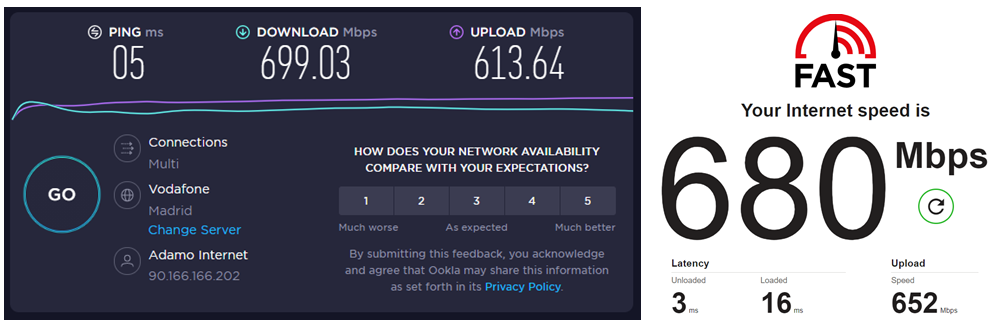 PING ms
05
DOWNLOAD Mbps
699.03
UPLOAD Mbps
613.64
GO
Connections
Multi
Vodafone
Madrid
Change Server
Adamo Internet
90.166.166.202
HOW DOES YOUR NETWORK AVAILABILITY
COMPARE WITH YOUR EXPECTATIONS?
1 2 3 4 5
Much worse As expected Much better
By submitting this feedback, you acknowledge
and agree that Ookla may share this information
as set forth in its Privacy Policy.
FAST
Your Internet speed is
680 Mbps
Latency
Unloaded Loaded
3 ms 16 ms
Upload
Speed
652 Mbps